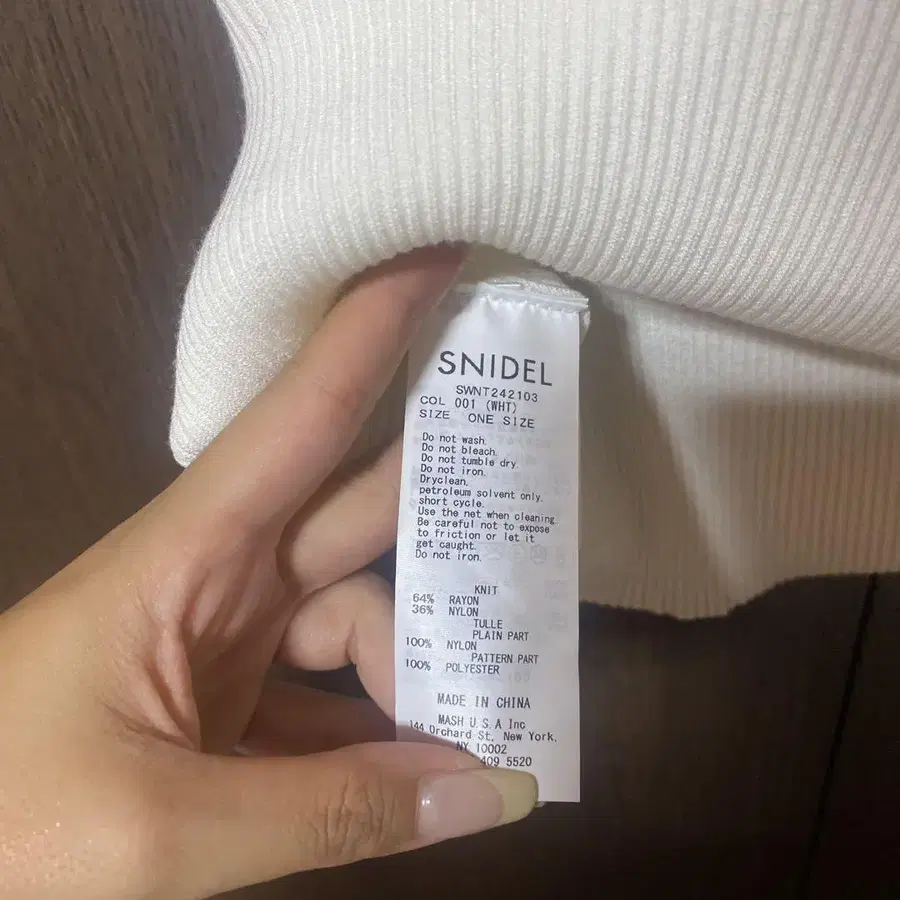 SNIDEL
SWNT242103
COL 001 (WHT)
SIZE ONE SIZE
Do not wash.
Do not bleach.
Do not tumble dry.
Do not iron.
Dryclean,
petroleum solvent only,
short cycle.
Use the net when cleaning.
Be careful not to expose
to friction or let it
get caught.
Do not iron.
KNIT
64% RAYON
36% NYLON
TULLE
PLAIN PART
100% NYLON
PATTERN PART
100% POLYESTER
MADE IN CHINA
MASH U.S.A Inc
144 Orchard St, New York,
NY 10002
409 5520